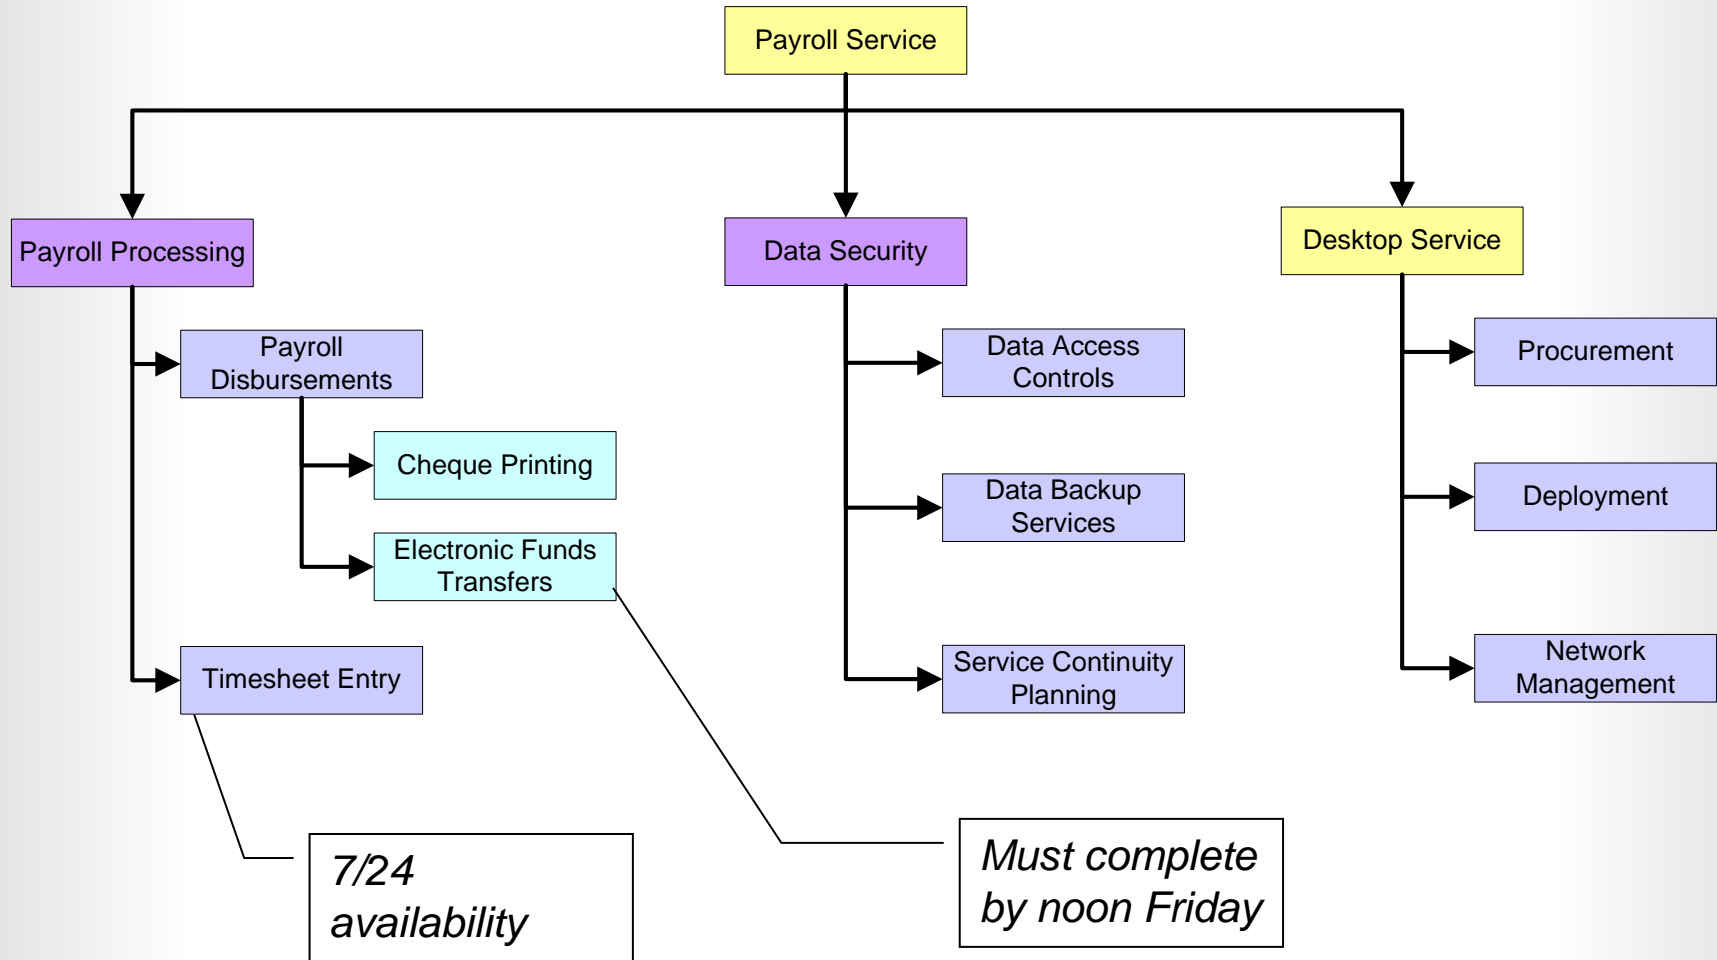 Payroll Service
Payroll Processing
Data Security
Desktop Service
Payroll
Disbursements
Data Access
Controls
Procurement
Cheque Printing
Data Backup
Services
Deployment
Electronic Funds
Transfers
Timesheet Entry
Service Continuity
Planning
Network
Management
7/24
availability
Must complete
by noon Friday